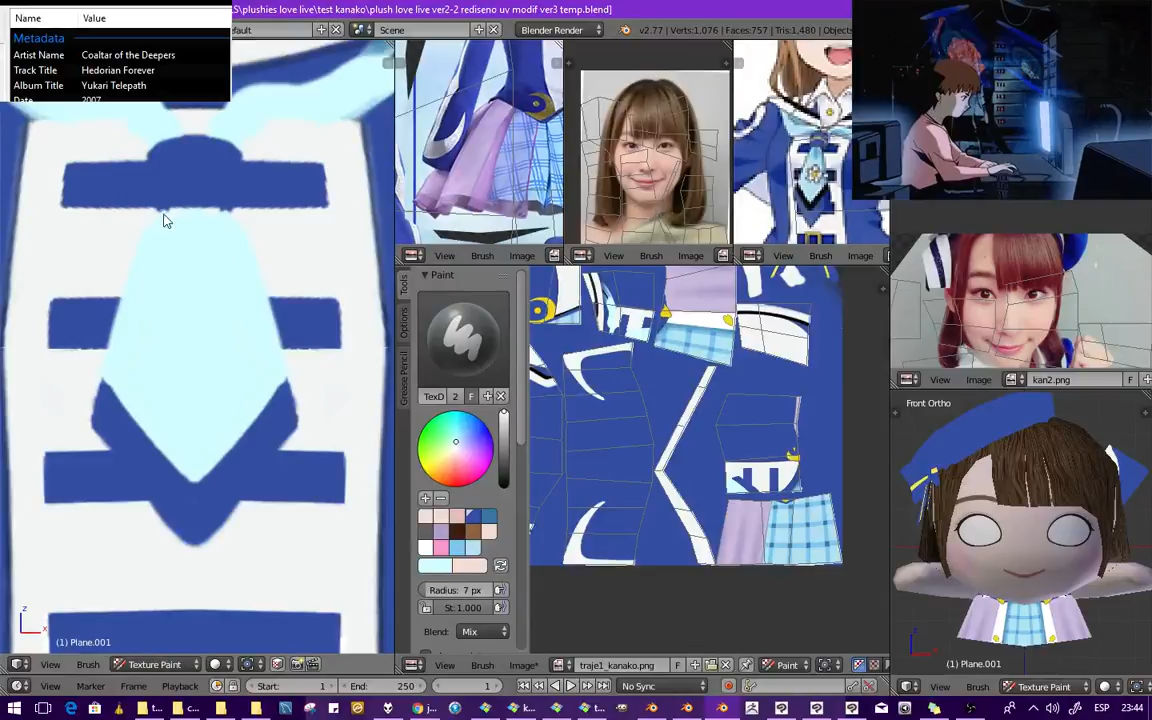 S\plushies love live\test kanako\plush love live ver2-2 rediseno uv modif ver3 temp.blend]
Name Value
Metadata
Artist Name Coaltar of the Deepers
Track Title Hedorian Forever
Album Title Yukari Telepath
Date 2007
efault Scene Blender Render v2.77 | Verts:1.076 | Faces:757 | Tris:1,480 | Objects
View Brush Image
View Brush Image
View Brush Image
Tools
Options
Grease Pencil
Paint
TexD 2 F
Radius: 7 px
St: 1.000
Blend: Mix
View Image kan2.png F
Front Ortho
z
x
(1) Plane.001
z
(1) Plane.001
View Brush Texture Paint
View Brush Image* traje1_kanako.png F Paint
View Brush Texture Paint
View Marker Frame Playback Start: 1 End: 250 1 No Sync
t... c... j... k... t... ESP 23:44